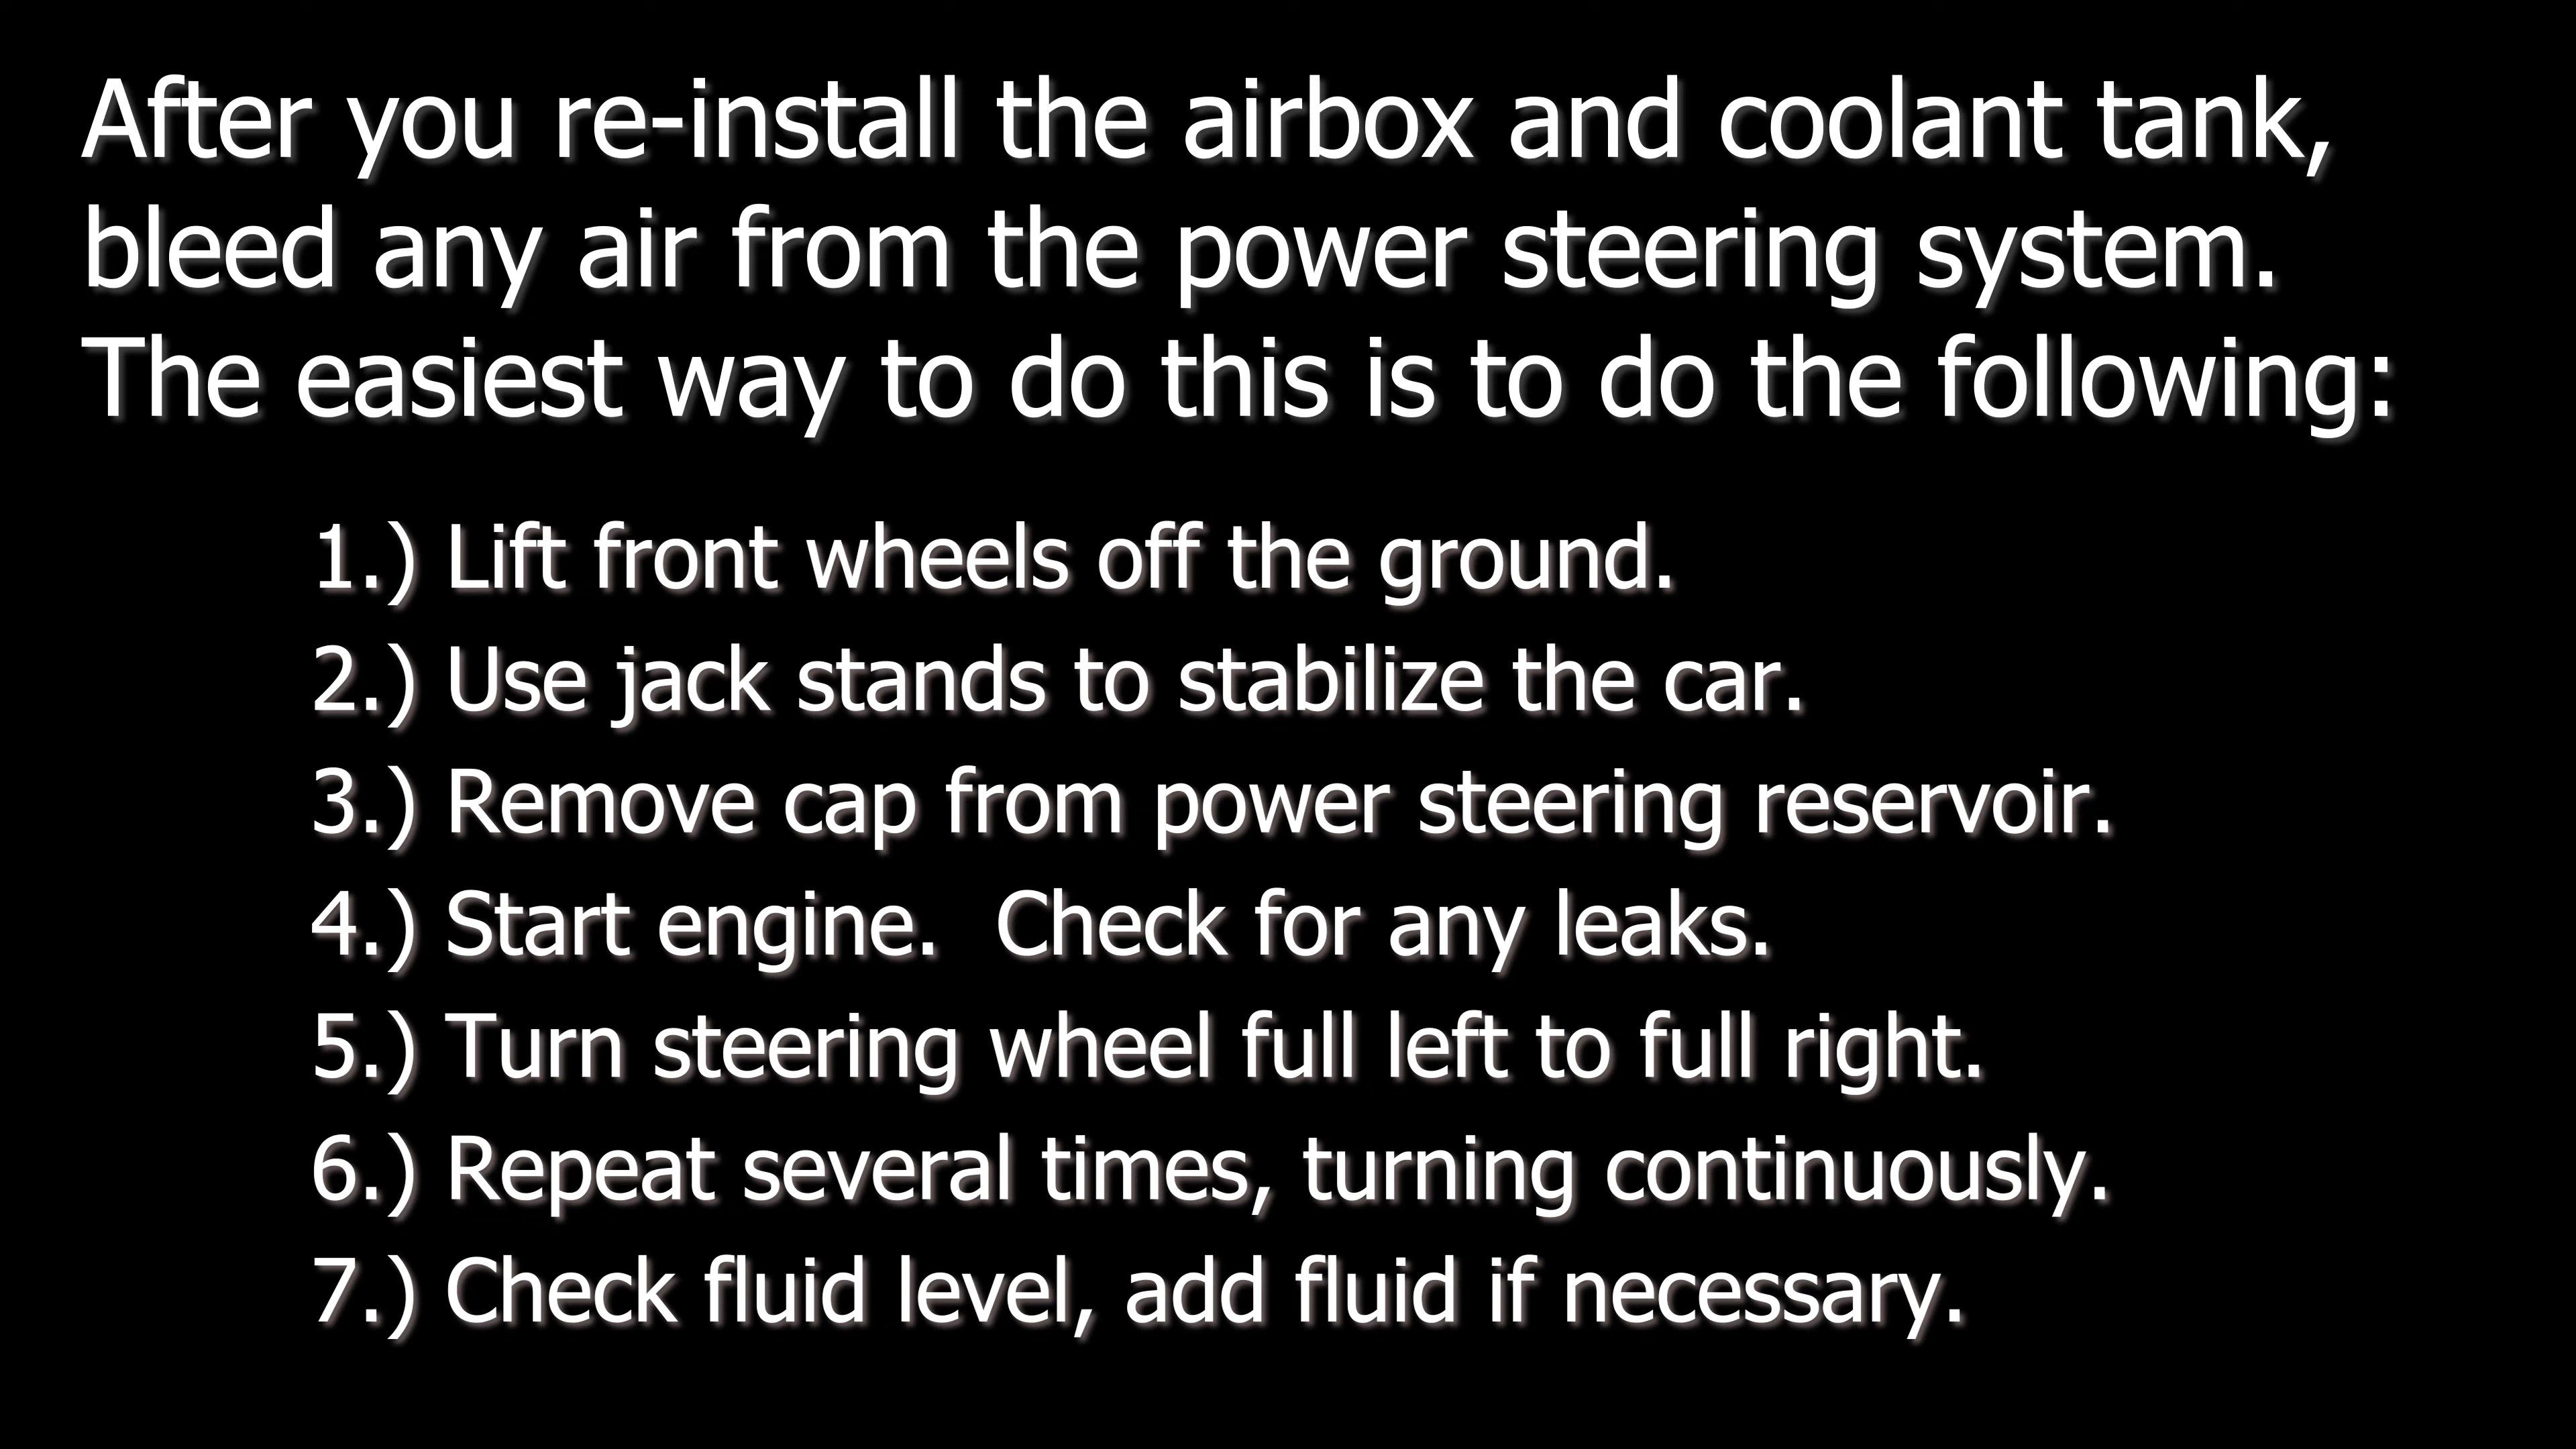 After you re-install the airbox and coolant tank,
bleed any air from the power steering system.
The easiest way to do this is to do the following:
1.) Lift front wheels off the ground.
2.) Use jack stands to stabilize the car.
3.) Remove cap from power steering reservoir.
4.) Start engine.  Check for any leaks.
5.) Turn steering wheel full left to full right.
6.) Repeat several times, turning continuously.
7.) Check fluid level, add fluid if necessary.